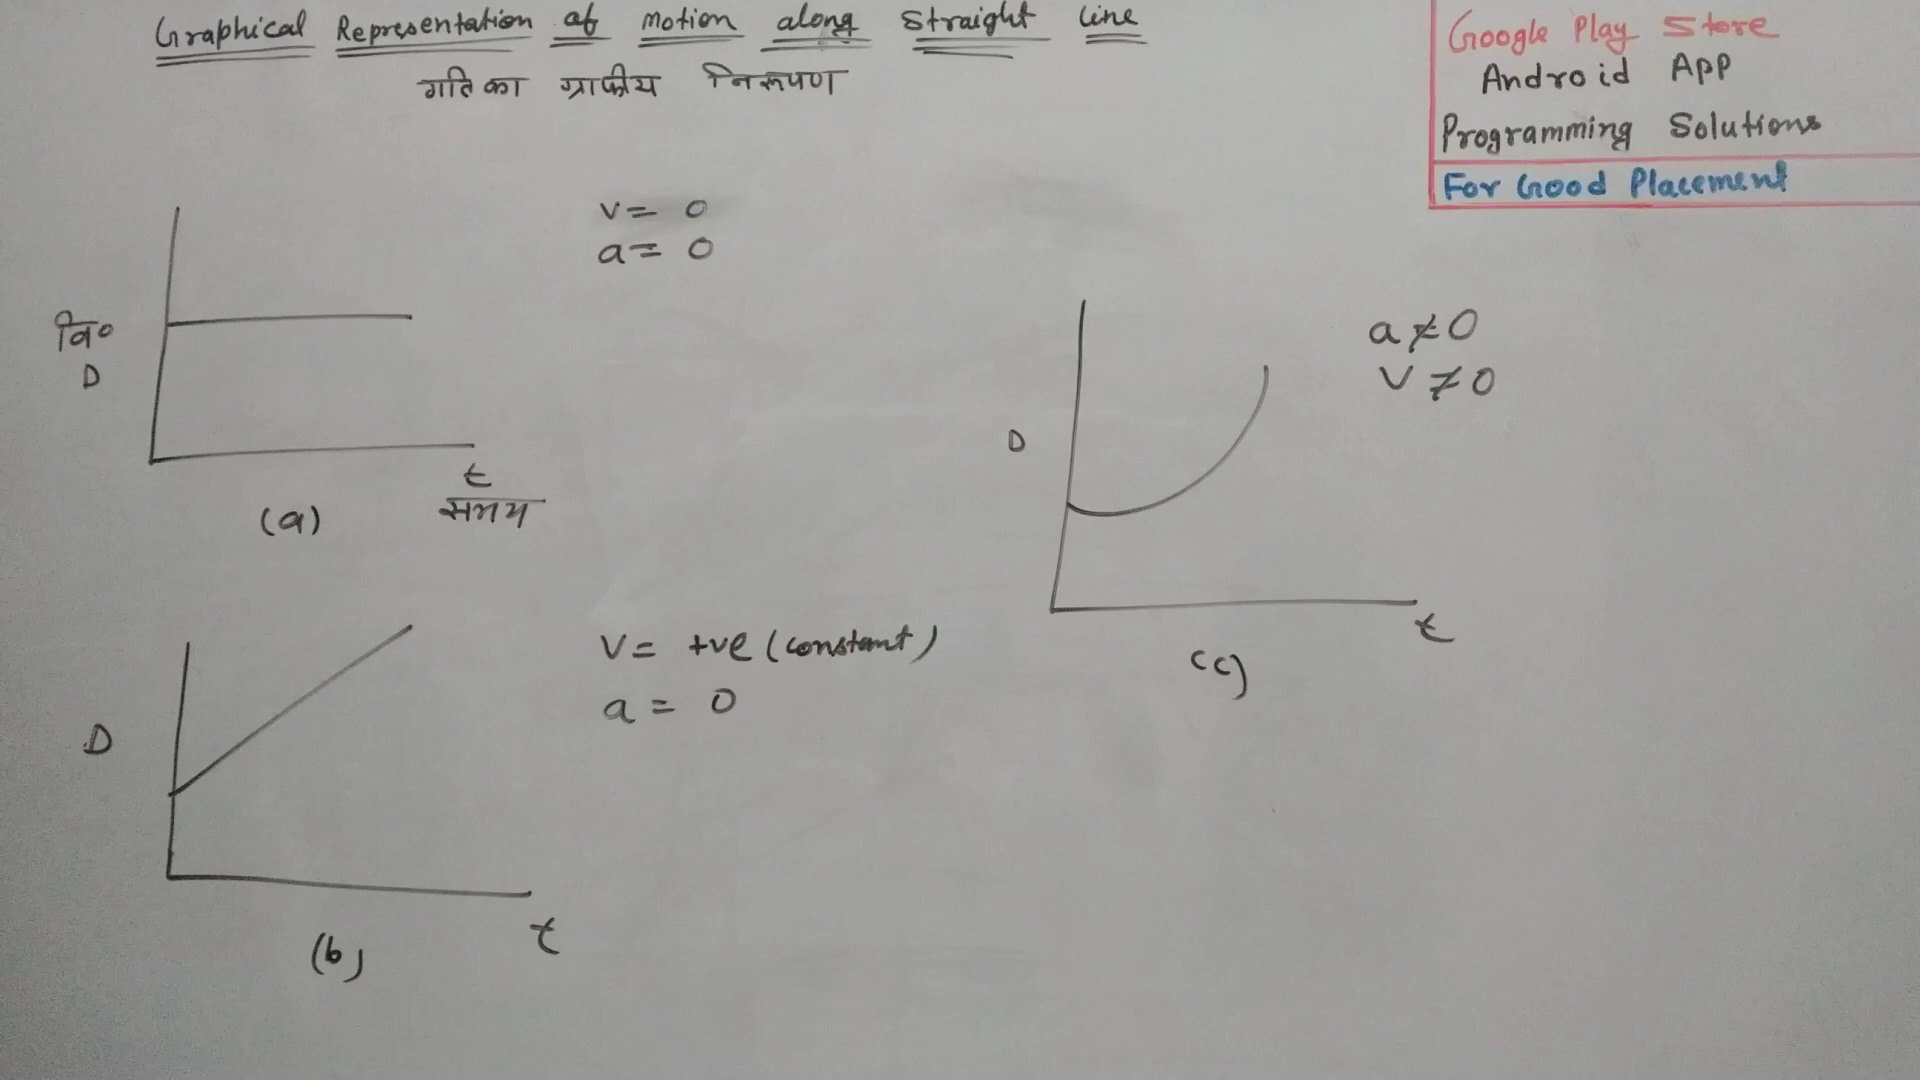 Graphical Representation of motion along straight line
गति का ग्राफीय निरूपण
Google Play Store
Android App
Programming Solutions
For Good Placement
v = 0
a = 0
वि०
D
t
समय
(a)
a ≠ 0
v ≠ 0
D
t
(c)
v = +ve (constant)
a = 0
D
t
(b)